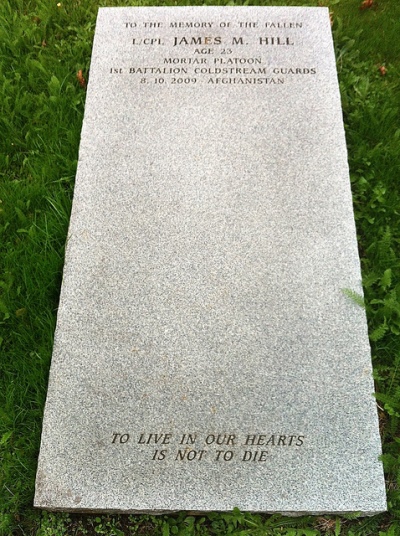 TO THE MEMORY OF THE FALLEN
L/CPL JAMES M. HILL
AGE 23
MORTAR PLATOON
1ST BATTALION COLDSTREAM GUARDS
8.10.2009 AFGHANISTAN
TO LIVE IN OUR HEARTS
IS NOT TO DIE